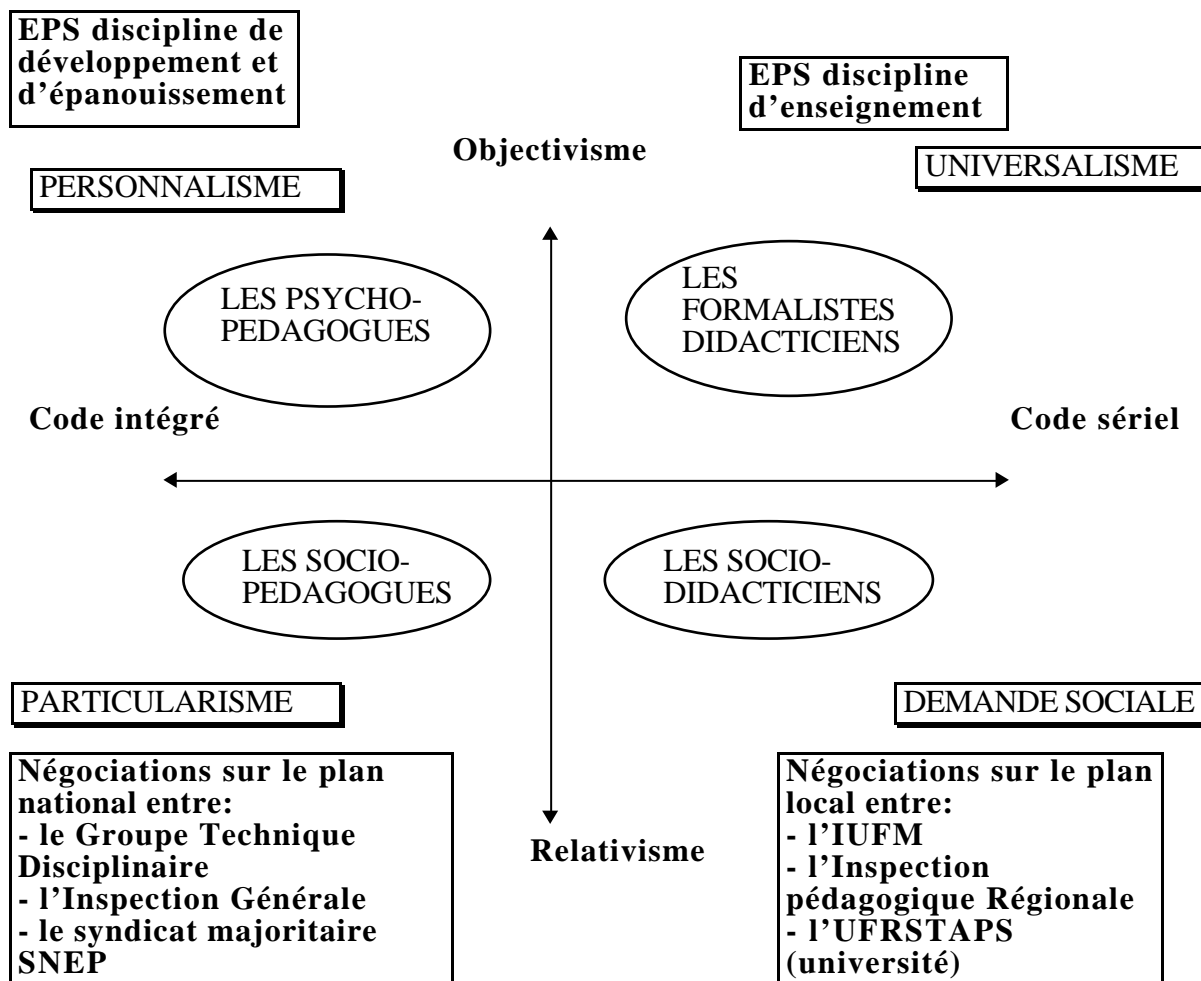 EPS discipline de
développement et
d'épanouissement
EPS discipline
d'enseignement
Objectivisme
PERSONNALISME
UNIVERSALISME
LES PSYCHO-
PEDAGOGUES
LES
FORMALISTES
DIDACTICIENS
Code intégré
Code sériel
LES SOCIO-
PEDAGOGUES
LES SOCIO-
DIDACTICIENS
PARTICULARISME
DEMANDE SOCIALE
Négociations sur le plan
national entre:
- le Groupe Technique
Disciplinaire
- l'Inspection Générale
- le syndicat majoritaire
SNEP
Relativisme
Négociations sur le plan
local entre:
- l'IUFM
- l'Inspection
pédagogique Régionale
- l'UFRSTAPS
(université)